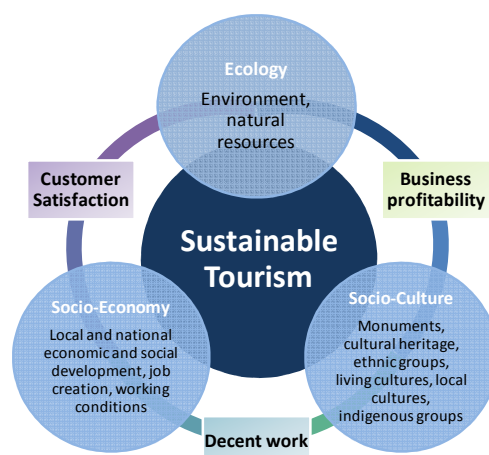 Ecology
Environment,
natural
resources
Customer
Satisfaction
Business
profitability
Sustainable
Tourism
Socio-Economy
Local and national
economic and social
development, job
creation, working
conditions
Socio-Culture
Monuments,
cultural heritage,
ethnic groups,
living cultures, local
cultures,
indigenous groups
Decent work